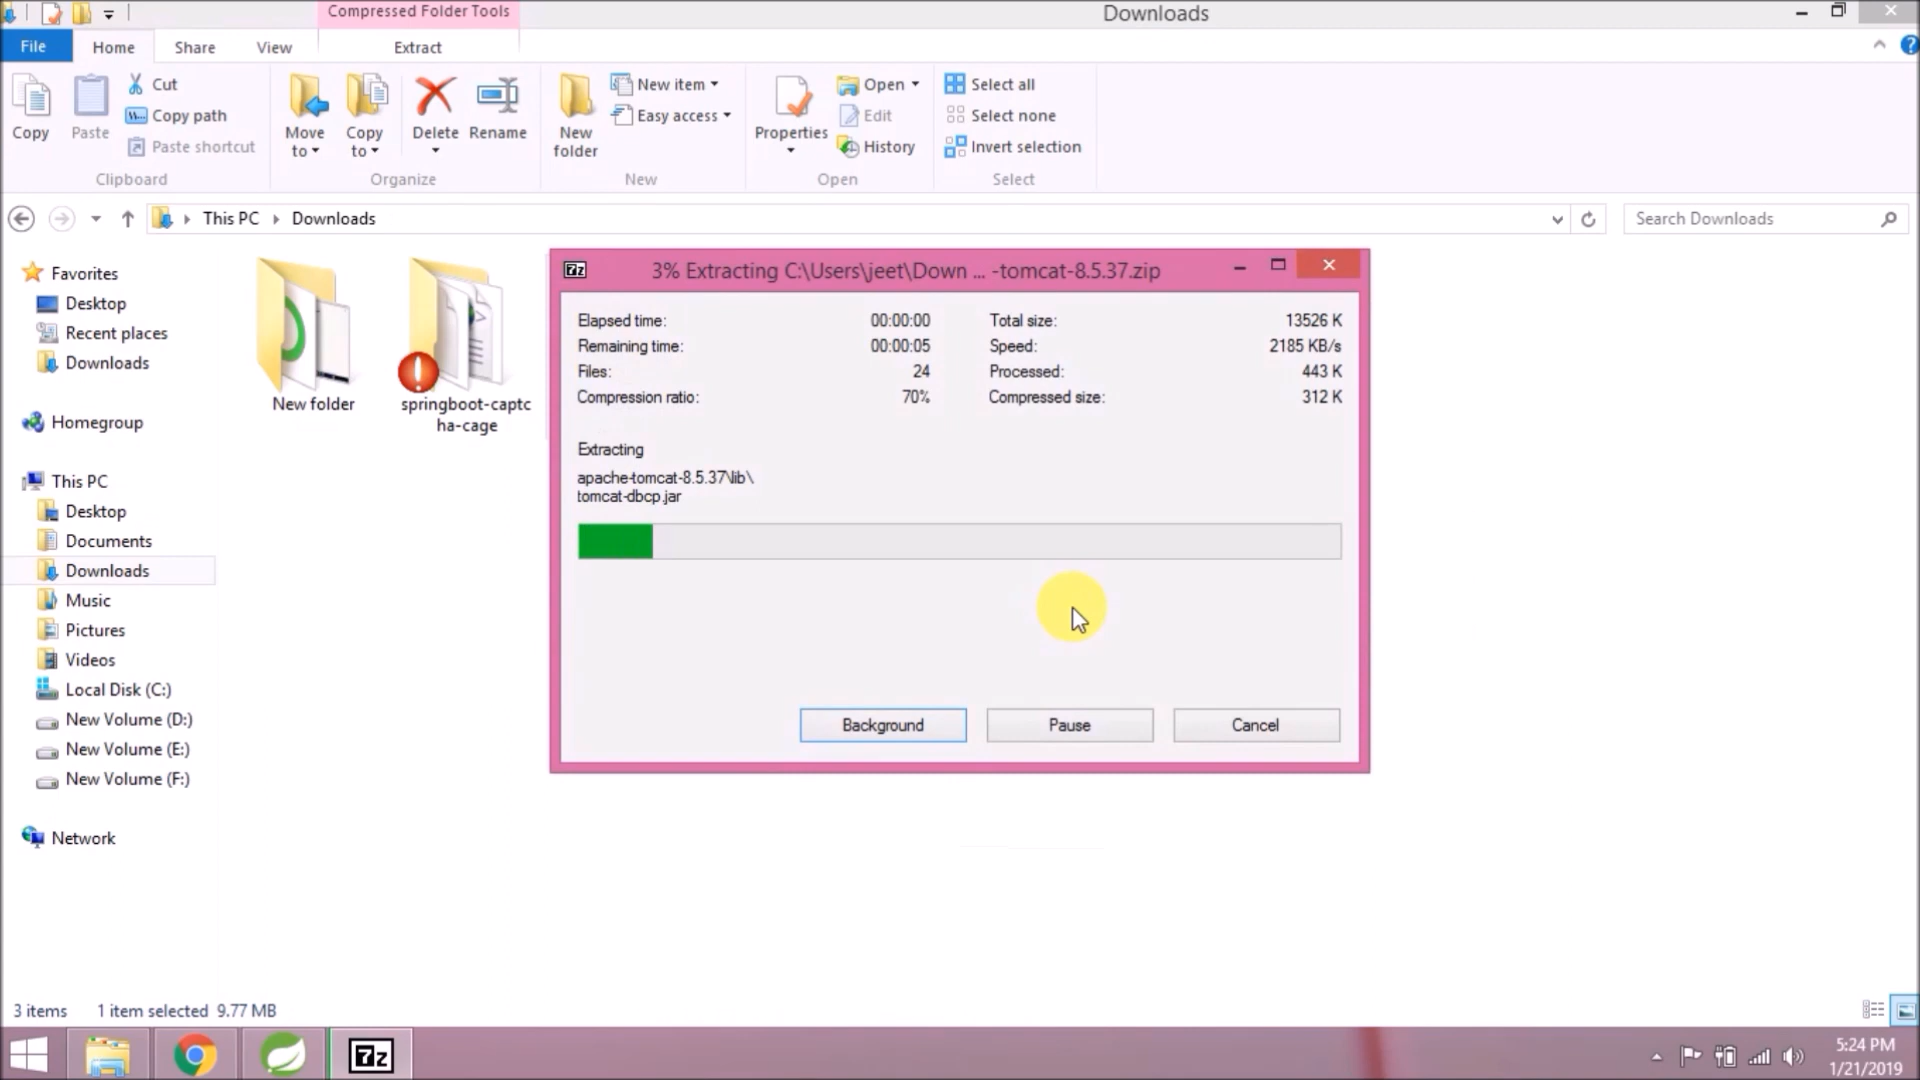 Compressed Folder Tools
Downloads
File
Home
Share
View
Extract
Copy
Paste
Cut
Copy path
Paste shortcut
Clipboard
Move to
Copy to
Delete
Rename
Organize
New folder
New item
Easy access
New
Properties
Open
Edit
History
Open
Select all
Select none
Invert selection
Select
This PC
Downloads
Search Downloads
Favorites
Desktop
Recent places
Downloads
Homegroup
This PC
Desktop
Documents
Downloads
Music
Pictures
Videos
Local Disk (C:)
New Volume (D:)
New Volume (E:)
New Volume (F:)
Network
New folder
springboot-captc
ha-cage
7z
3% Extracting C:\Users\jeet\Down ... -tomcat-8.5.37.zip
Elapsed time: 00:00:00
Total size: 13526 K
Remaining time: 00:00:05
Speed: 2185 KB/s
Files: 24
Processed: 443 K
Compression ratio: 70%
Compressed size: 312 K
Extracting
apache-tomcat-8.5.37\lib\
tomcat-dbcp.jar
Background
Pause
Cancel
3 items
1 item selected 9.77 MB
7z
5:24 PM
1/21/2019